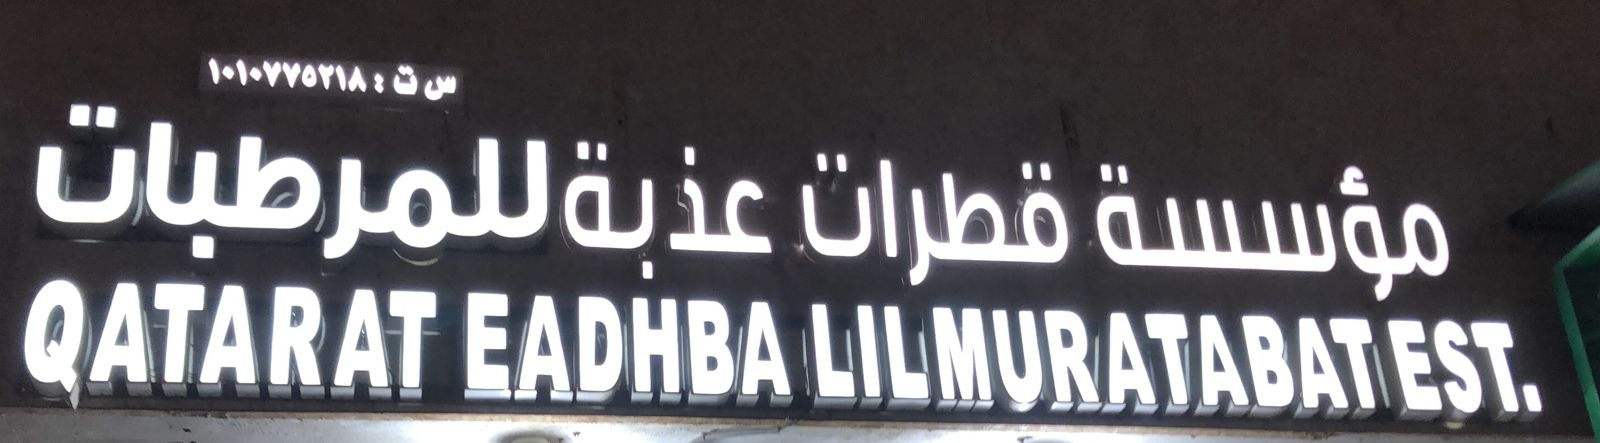 س ت : ١٠١٠٧٧٥٢١٨
مؤسسة قطرات عذبة للمرطبات
QATARAT EADHBA LILMURATABAT EST.